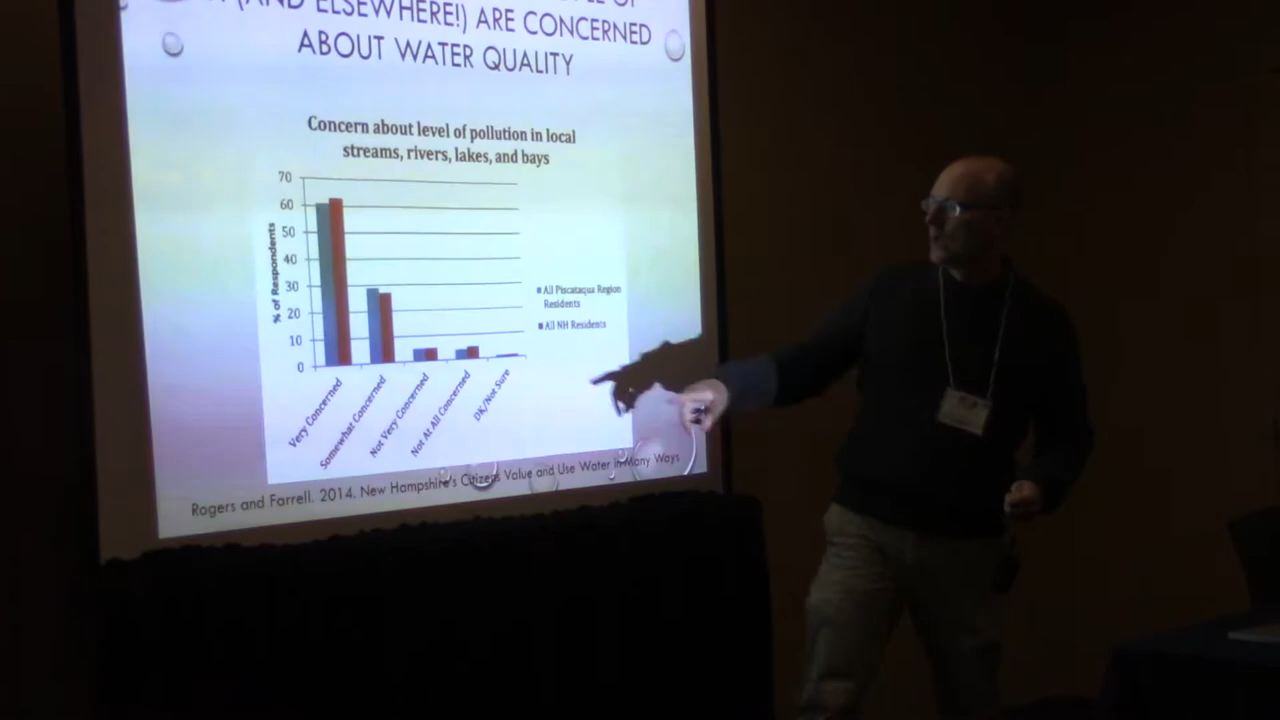 (AND ELSEWHERE!) ARE CONCERNED
ABOUT WATER QUALITY
Concern about level of pollution in local
streams, rivers, lakes, and bays
% of Respondents
70
60
50
40
30
20
10
0
Very Concerned
Somewhat Concerned
Not Very Concerned
Not At All Concerned
DK/Not Sure
All Piscataqua Region
Residents
All NH Residents
Rogers and Farrell. 2014. New Hampshire's Citizens Value and Use Water in Many Ways